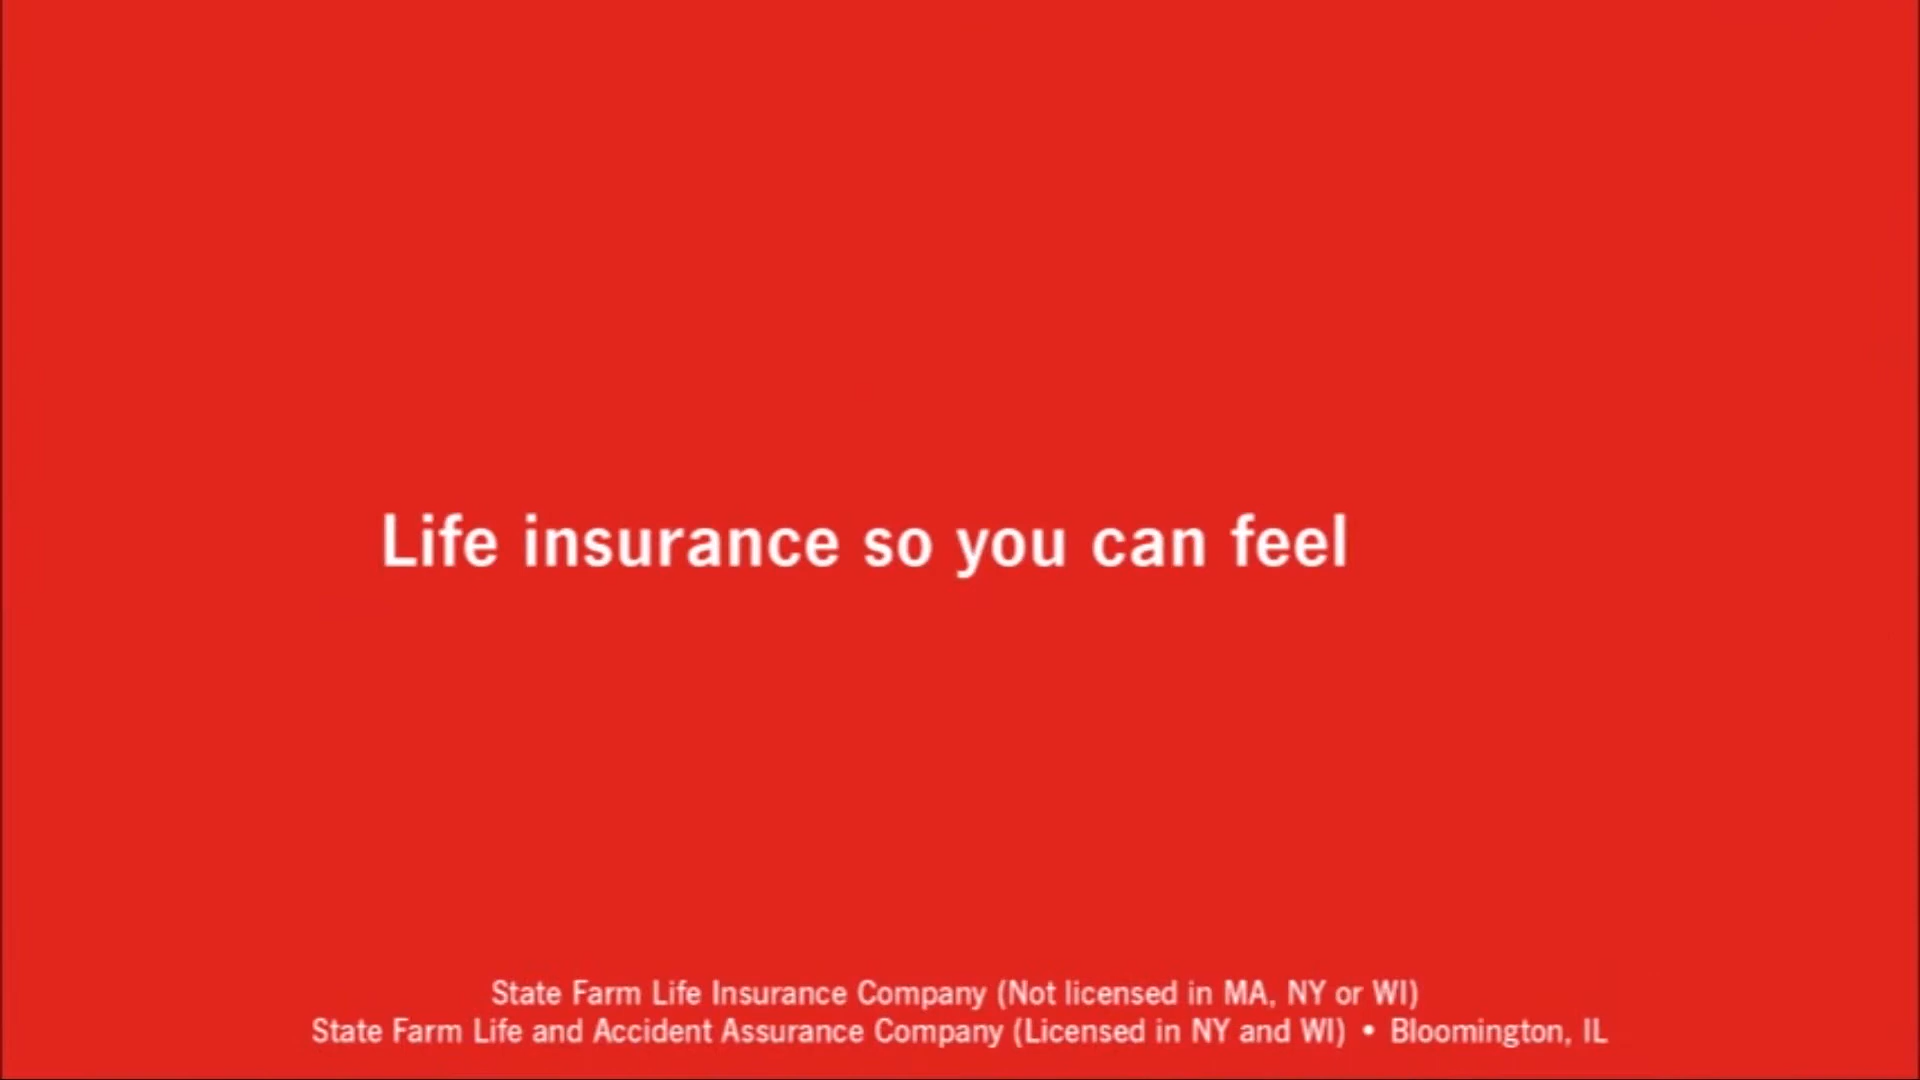 Life insurance so you can feel
State Farm Life Insurance Company (Not licensed in MA, NY or WI)
State Farm Life and Accident Assurance Company (Licensed in NY and WI) • Bloomington, IL